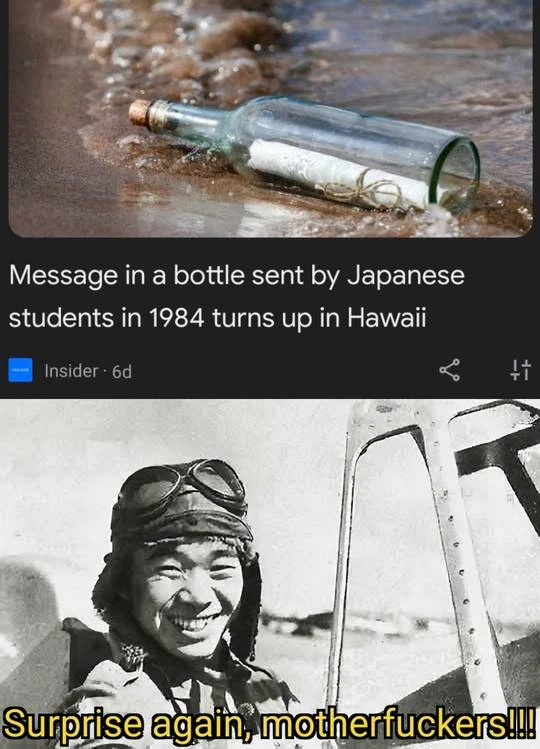 Message in a bottle sent by Japanese
students in 1984 turns up in Hawaii
Insider · 6d
Surprise again, motherfuckers!!!